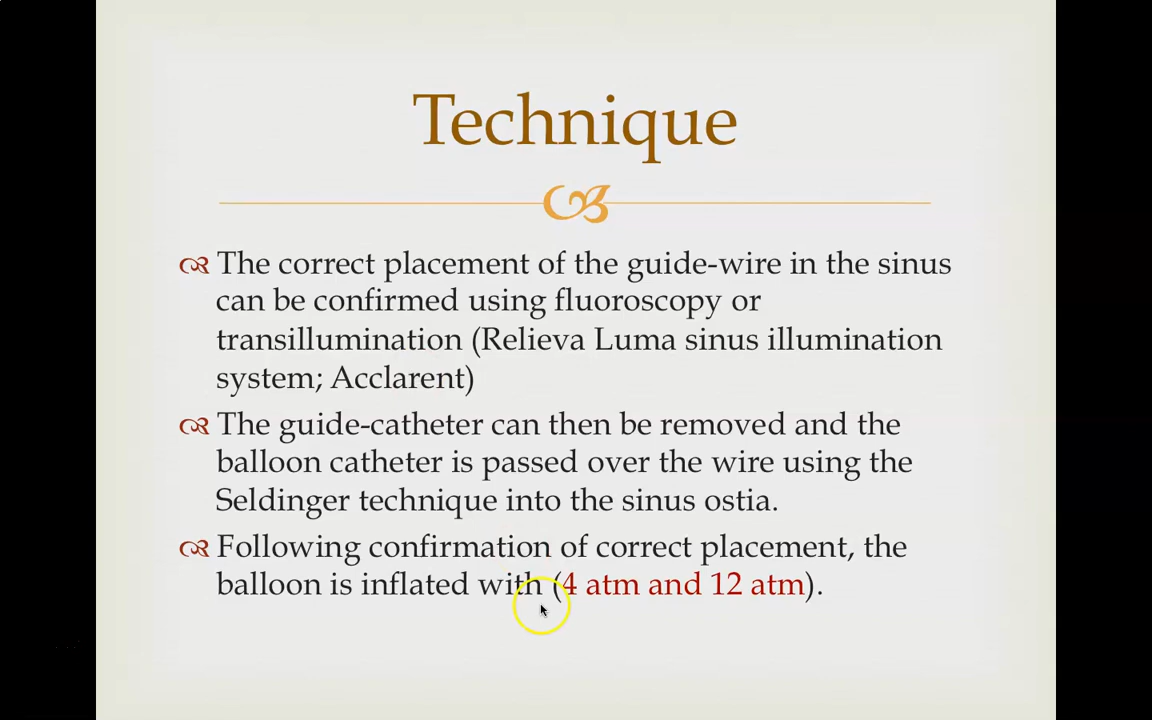 Technique
The correct placement of the guide-wire in the sinus
can be confirmed using fluoroscopy or
transillumination (Relieva Luma sinus illumination
system; Acclarent)
The guide-catheter can then be removed and the
balloon catheter is passed over the wire using the
Seldinger technique into the sinus ostia.
Following confirmation of correct placement, the
balloon is inflated with (4 atm and 12 atm).